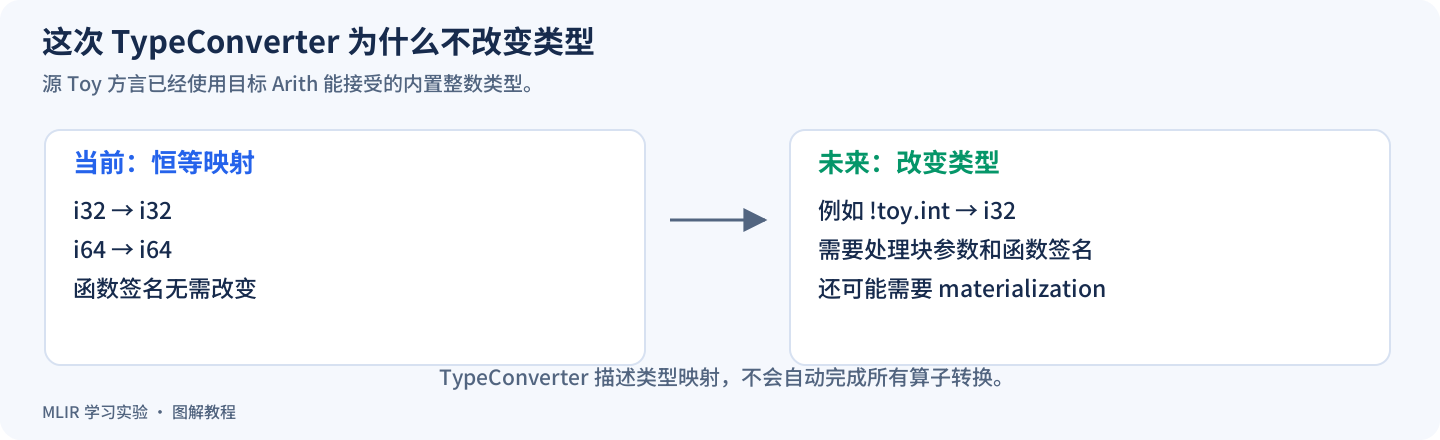 这次 TypeConverter 为什么不改变类型
源 Toy 方言已经使用目标 Arith 能接受的内置整数类型。
当前：恒等映射
i32 → i32
i64 → i64
函数签名无需改变
未来：改变类型
例如 !toy.int → i32
需要处理块参数和函数签名
还可能需要 materialization
TypeConverter 描述类型映射，不会自动完成所有算子转换。
MLIR 学习实验 · 图解教程